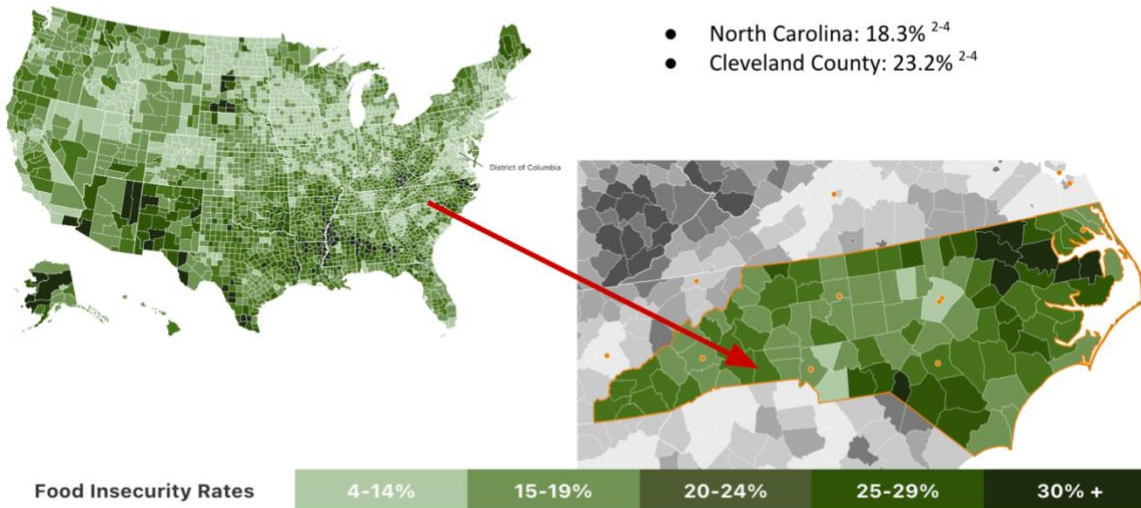 ● North Carolina: 18.3% 2-4
● Cleveland County: 23.2% 2-4
District of Columbia
Food Insecurity Rates 4-14% 15-19% 20-24% 25-29% 30% +